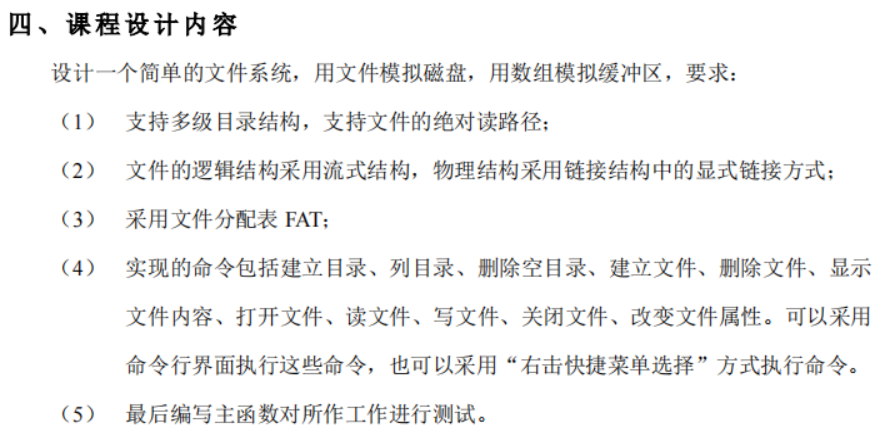 四、课程设计内容
设计一个简单的文件系统，用文件模拟磁盘，用数组模拟缓冲区，要求：
（1） 支持多级目录结构，支持文件的绝对读路径；
（2） 文件的逻辑结构采用流式结构，物理结构采用链接结构中的显式链接方式；
（3） 采用文件分配表 FAT；
（4） 实现的命令包括建立目录、列目录、删除空目录、建立文件、删除文件、显示
文件内容、打开文件、读文件、写文件、关闭文件、改变文件属性。可以采用
命令行界面执行这些命令，也可以采用“右击快捷菜单选择”方式执行命令。
（5） 最后编写主函数对所作工作进行测试。